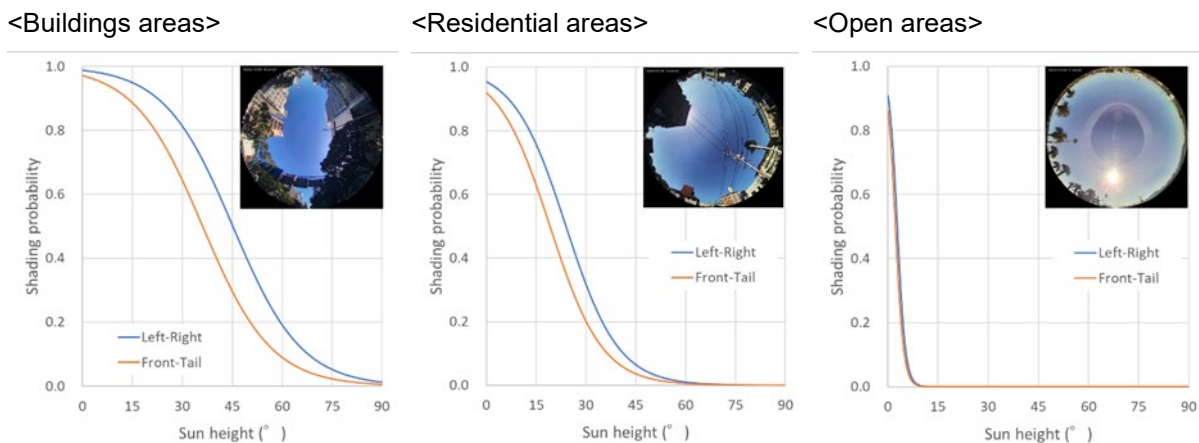 <Buildings areas>
<Residential areas>
<Open areas>
1.0
0.8
0.6
0.4
0.2
0.0
Shading probability
Left-Right
Front-Tail
0 15 30 45 60 75 90
Sun height (°)
1.0
0.8
0.6
0.4
0.2
0.0
Shading probability
Left-Right
Front-Tail
0 15 30 45 60 75 90
Sun height (°)
1.0
0.8
0.6
0.4
0.2
0.0
Shading probability
Left-Right
Front-Tail
0 15 30 45 60 75 90
Sun height (°)